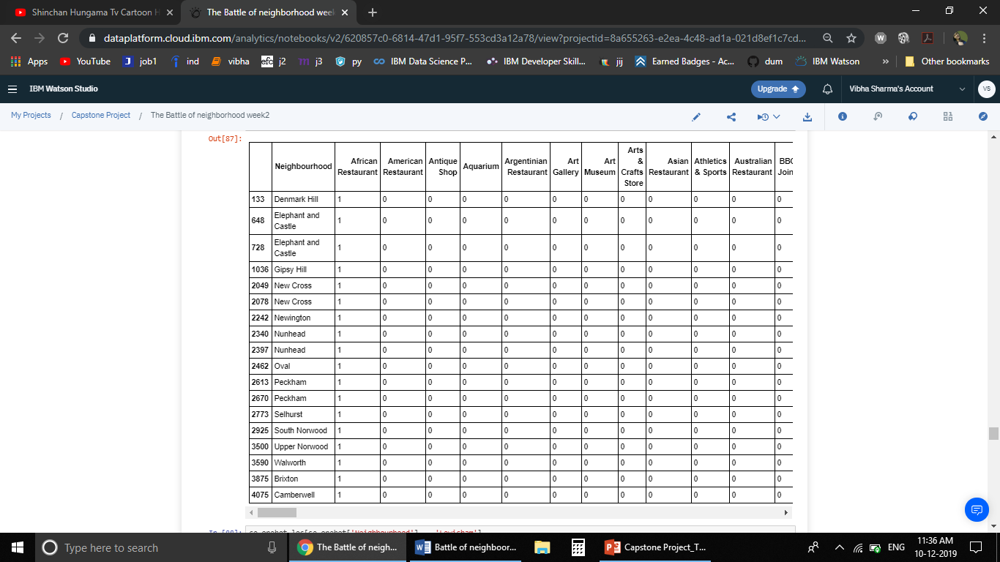 Shinchan Hungama Tv Cartoon H
The Battle of neighborhood week
dataplatform.cloud.ibm.com/analytics/notebooks/v2/620857c0-6814-47d1-95f7-553cd3a12a78/view?projectid=8a655263-e2ea-4c48-ad1a-021d8ef1c7cd...
Apps YouTube job1 ind vibha efc j2 j3 py IBM Data Science P... IBM Developer Skill... jij Earned Badges - Ac... dum IBM Watson » Other bookmarks
IBM Watson Studio Upgrade Vibha Sharma's Account VS
My Projects / Capstone Project / The Battle of neighborhood week2
Out[87]:
Neighbourhood African Restaurant American Restaurant Antique Shop Aquarium Argentinian Restaurant Art Gallery Art Museum Arts & Crafts Store Asian Restaurant Athletics & Sports Australian Restaurant BBQ Join
133 Denmark Hill 1 0 0 0 0 0 0 0 0 0 0 0
648 Elephant and Castle 1 0 0 0 0 0 0 0 0 0 0 0
728 Elephant and Castle 1 0 0 0 0 0 0 0 0 0 0 0
1036 Gipsy Hill 1 0 0 0 0 0 0 0 0 0 0 0
2049 New Cross 1 0 0 0 0 0 0 0 0 0 0 0
2078 New Cross 1 0 0 0 0 0 0 0 0 0 0 0
2242 Newington 1 0 0 0 0 0 0 0 0 0 0 0
2340 Nunhead 1 0 0 0 0 0 0 0 0 0 0 0
2397 Nunhead 1 0 0 0 0 0 0 0 0 0 0 0
2462 Oval 1 0 0 0 0 0 0 0 0 0 0 0
2613 Peckham 1 0 0 0 0 0 0 0 0 0 0 0
2670 Peckham 1 0 0 0 0 0 0 0 0 0 0 0
2773 Selhurst 1 0 0 0 0 0 0 0 0 0 0 0
2925 South Norwood 1 0 0 0 0 0 0 0 0 0 0 0
3500 Upper Norwood 1 0 0 0 0 0 0 0 0 0 0 0
3590 Walworth 1 0 0 0 0 0 0 0 0 0 0 0
3875 Brixton 1 0 0 0 0 0 0 0 0 0 0 0
4075 Camberwell 1 0 0 0 0 0 0 0 0 0 0 0
Type here to search The Battle of neigh... Battle of neighboor... Capstone Project_T... ENG 11:36 AM
10-12-2019